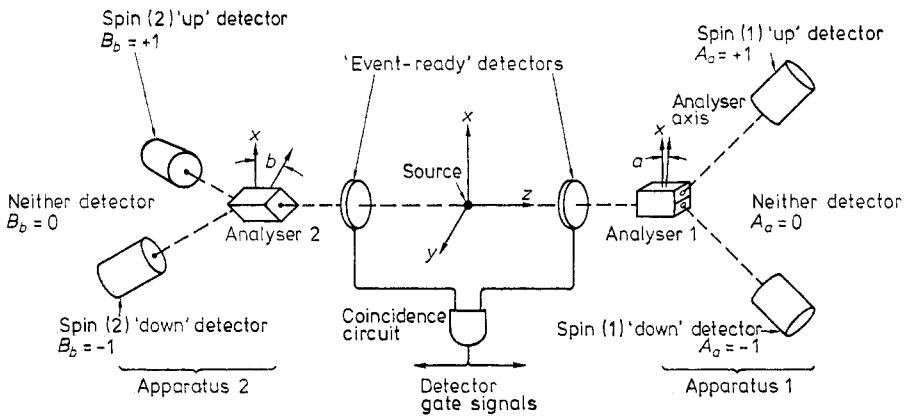 Spin (2) 'up' detector
B_b = +1
'Event-ready' detectors
Spin (1) 'up' detector
A_a = +1
Analyser
axis
x
b
x
Source
z
y
x
a
Neither detector
B_b = 0
Analyser 2
Analyser 1
Neither detector
A_a = 0
Spin (2) 'down' detector
B_b = -1
Coincidence
circuit
Spin (1) 'down' detector
A_a = -1
Apparatus 2
Detector
gate signals
Apparatus 1